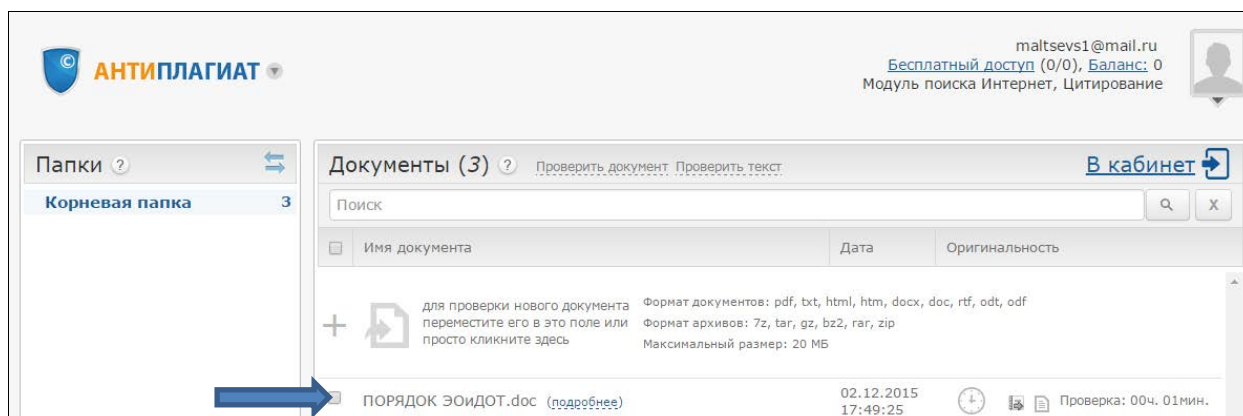 maltsevs1@mail.ru
Бесплатный доступ (0/0), Баланс: 0
Модуль поиска Интернет, Цитирование
© АНТИПЛАГИАТ
Папки ?
Документы (3) ? Проверить документ Проверить текст В кабинет
Корневая папка 3
Поиск X
Имя документа Дата Оригинальность
для проверки нового документа
переместите его в это поле или
просто кликните здесь
Формат документов: pdf, txt, html, htm, docx, doc, rtf, odt, odf
Формат архивов: 7z, tar, gz, bz2, rar, zip
Максимальный размер: 20 МБ
ПОРЯДОК ЭОиДОТ.doc (подробнее) 02.12.2015
17:49:25
Проверка: 00ч. 01мин.